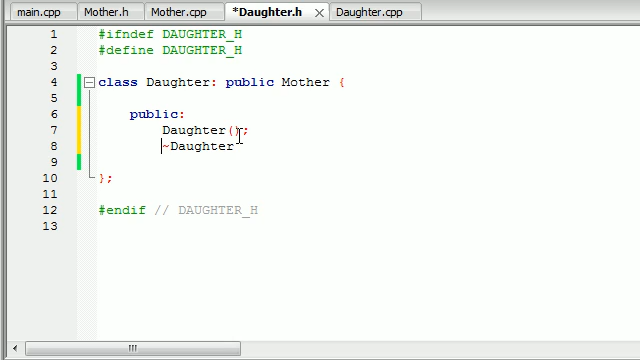 main.cpp Mother.h Mother.cpp *Daughter.h Daughter.cpp
1 #ifndef DAUGHTER_H
2 #define DAUGHTER_H
3
4 class Daughter: public Mother {
5
6 public:
7 Daughter();
8 ~Daughter
9
10 };
11
12 #endif // DAUGHTER_H
13